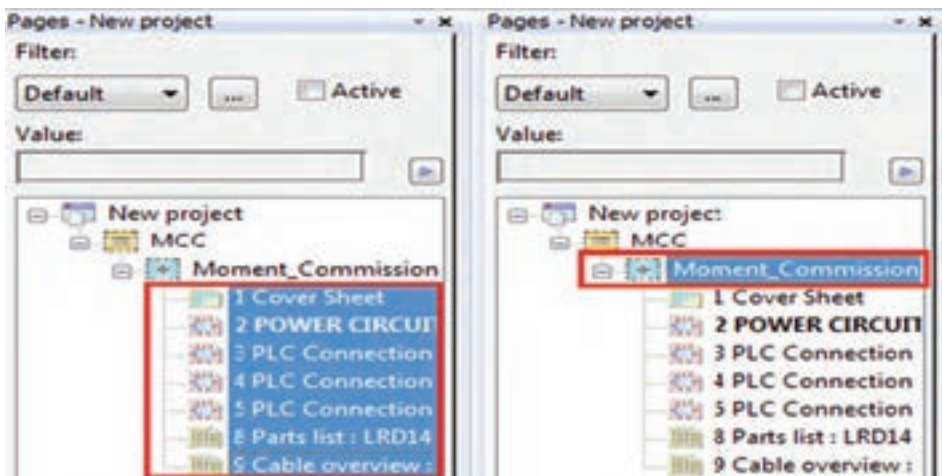 Pages - New project
Filter:
Default
...
Active
Value:
New project
MCC
Moment_Commission
1 Cover Sheet
2 POWER CIRCUIT
3 PLC Connection
4 PLC Connection
5 PLC Connection
8 Parts list : LRD14
9 Cable overview :
Pages - New project
Filter:
Default
...
Active
Value:
New project
MCC
Moment_Commission
1 Cover Sheet
2 POWER CIRCUIT
3 PLC Connection
4 PLC Connection
5 PLC Connection
8 Parts list : LRD14
9 Cable overview :